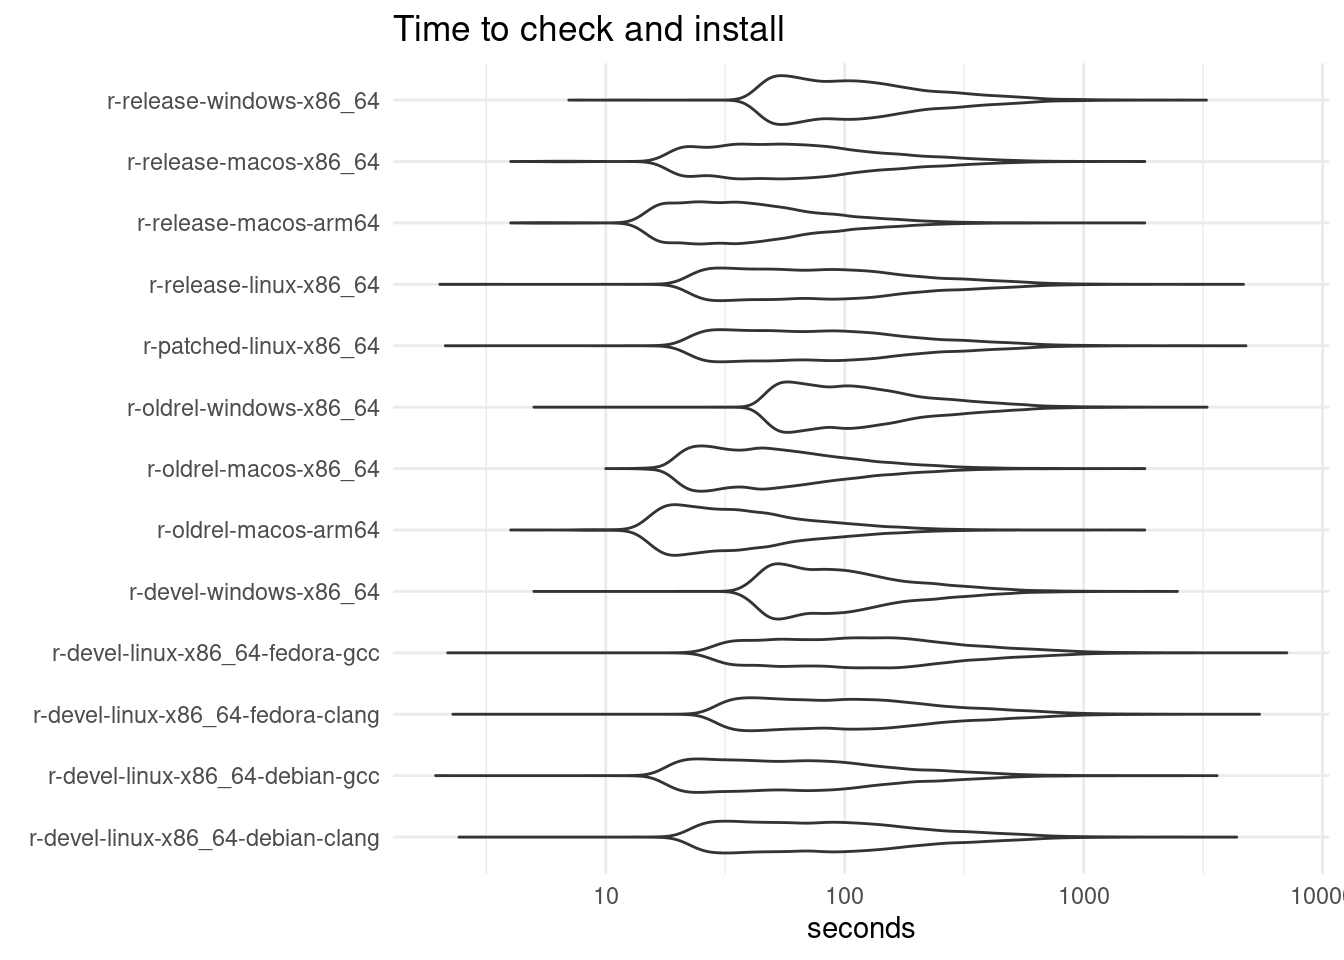 Time to check and install
r-release-windows-x86_64
r-release-macos-x86_64
r-release-macos-arm64
r-release-linux-x86_64
r-patched-linux-x86_64
r-oldrel-windows-x86_64
r-oldrel-macos-x86_64
r-oldrel-macos-arm64
r-devel-windows-x86_64
r-devel-linux-x86_64-fedora-gcc
r-devel-linux-x86_64-fedora-clang
r-devel-linux-x86_64-debian-gcc
r-devel-linux-x86_64-debian-clang
10 100 1000 10000
seconds